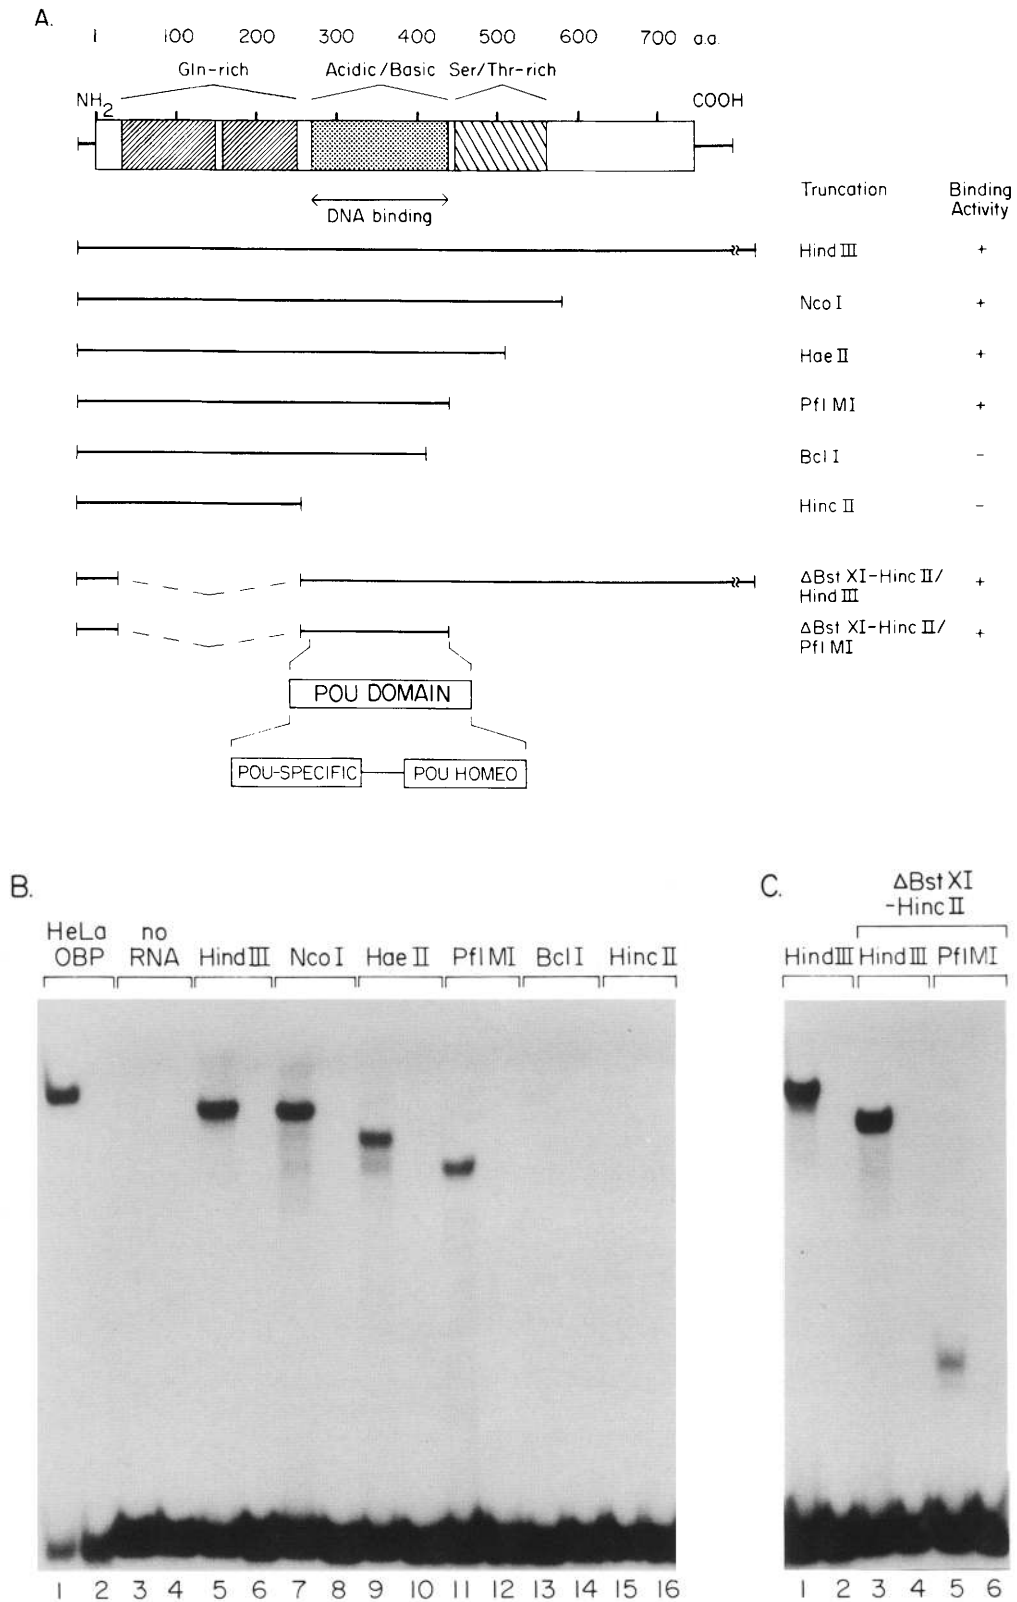 A.
1 100 200 300 400 500 600 700 a.a.
Gln-rich Acidic/Basic Ser/Thr-rich
NH2 COOH
DNA binding
Truncation Binding Activity
Hind III +
Nco I +
Hae II +
Pfl MI +
Bcl I -
Hinc II -
ΔBst XI-Hinc II/ +
Hind III
ΔBst XI-Hinc II/ +
Pfl MI
POU DOMAIN
POU-SPECIFIC POU HOMEO
B.
HeLa OBP no RNA Hind III Nco I Hae II Pfl MI Bcl I Hinc II
1 2 3 4 5 6 7 8 9 10 11 12 13 14 15 16
C.
ΔBst XI
-Hinc II
Hind III Hind III Pfl MI
1 2 3 4 5 6